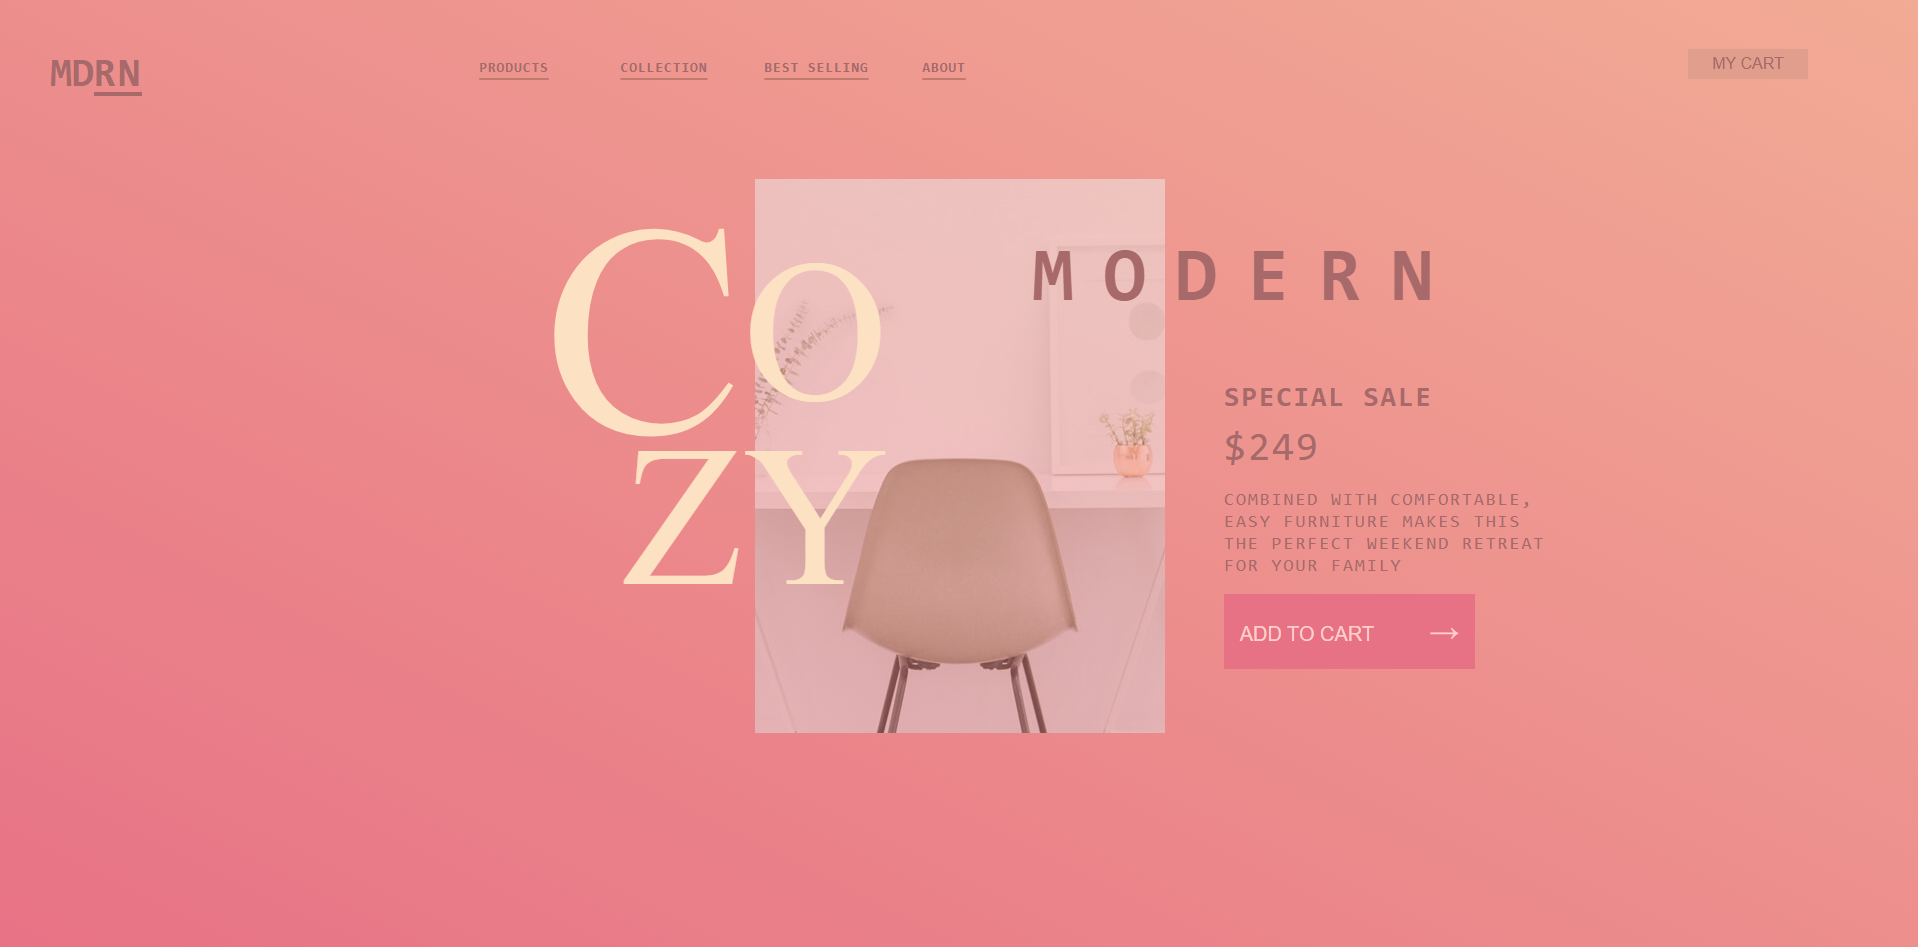 MDRN
PRODUCTS
COLLECTION
BEST SELLING
ABOUT
MY CART
CO
ZY
MODERN
SPECIAL SALE
$249
COMBINED WITH COMFORTABLE,
EASY FURNITURE MAKES THIS
THE PERFECT WEEKEND RETREAT
FOR YOUR FAMILY
ADD TO CART →